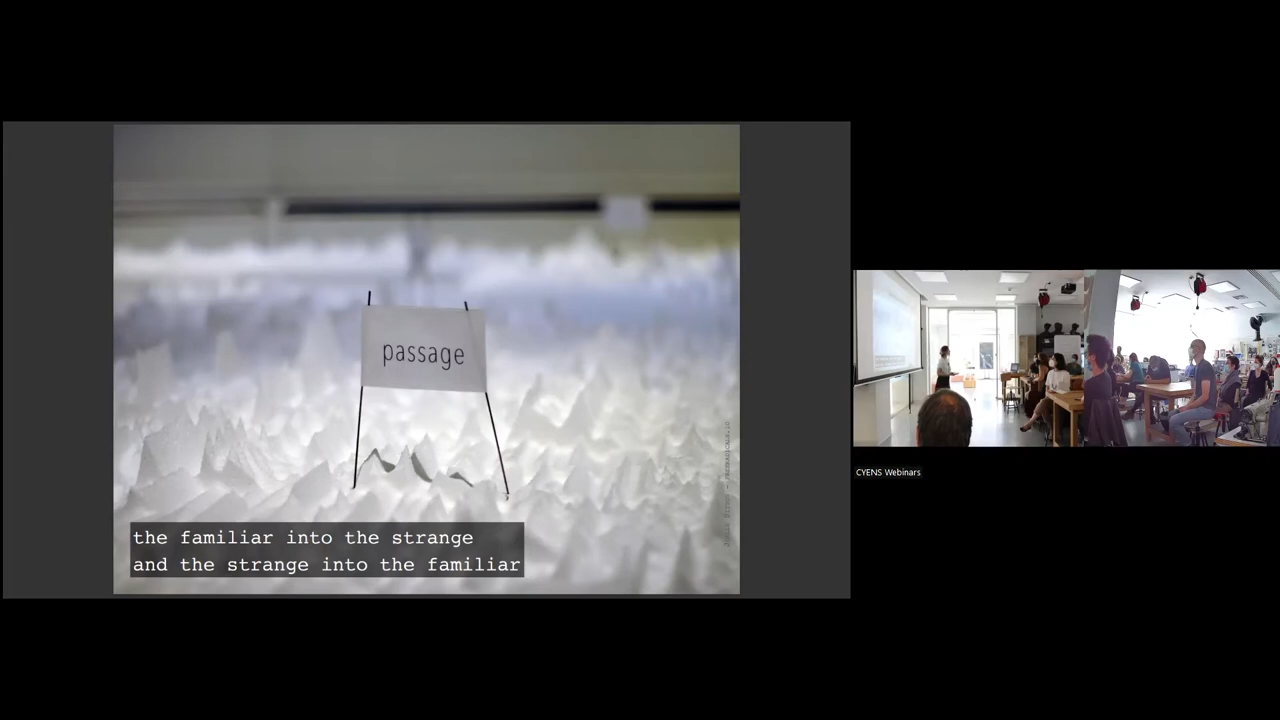 passage
the familiar into the strange
and the strange into the familiar
CYENS Webinars